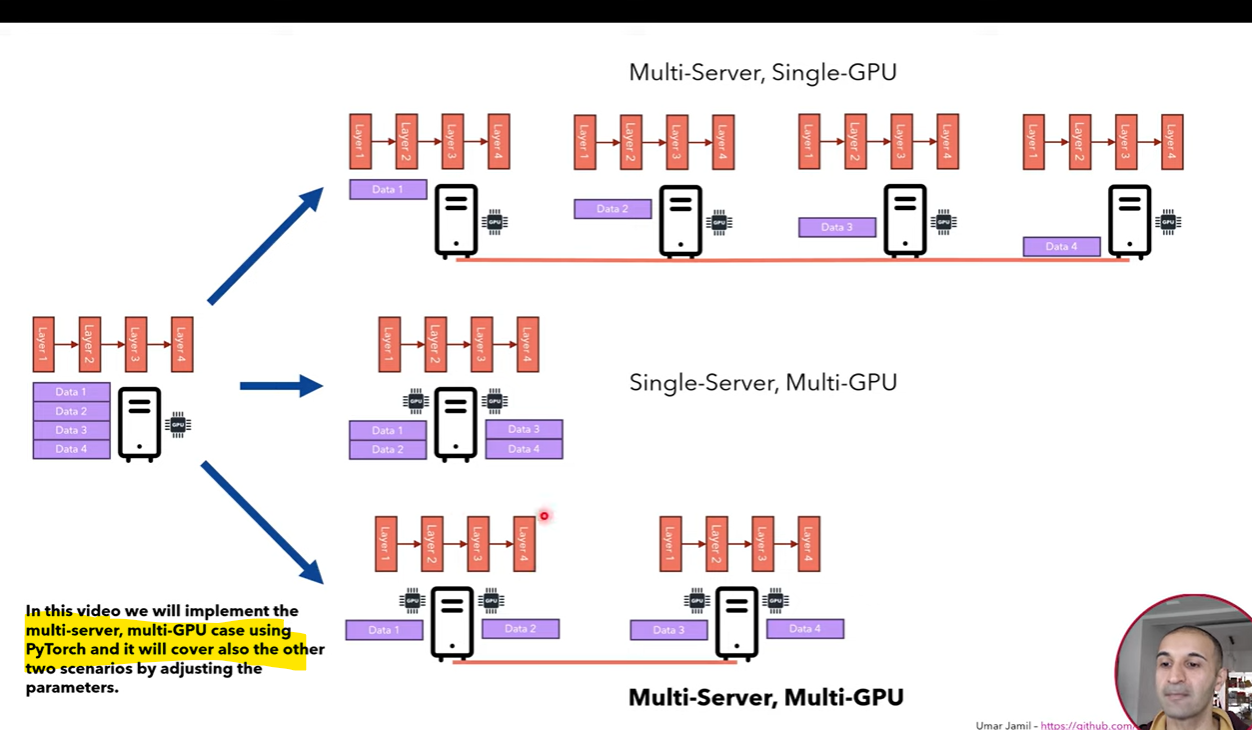 Multi-Server, Single-GPU
Layer 1 Layer 2 Layer 3 Layer 4
Layer 1 Layer 2 Layer 3 Layer 4
Layer 1 Layer 2 Layer 3 Layer 4
Layer 1 Layer 2 Layer 3 Layer 4
Data 1
GPU
Data 2
GPU
Data 3
GPU
Data 4
GPU
Layer 1 Layer 2 Layer 3 Layer 4
Data 1
Data 2
Data 3
Data 4
GPU
Single-Server, Multi-GPU
Layer 1 Layer 2 Layer 3 Layer 4
GPU GPU
Data 1 Data 3
Data 2 Data 4
Layer 1 Layer 2 Layer 3 Layer 4
GPU GPU
Data 1 Data 2
Layer 1 Layer 2 Layer 3 Layer 4
GPU GPU
Data 3 Data 4
Multi-Server, Multi-GPU
In this video we will implement the
multi-server, multi-GPU case using
PyTorch and it will cover also the other
two scenarios by adjusting the
parameters.
Umar Jamil – https://github.com/